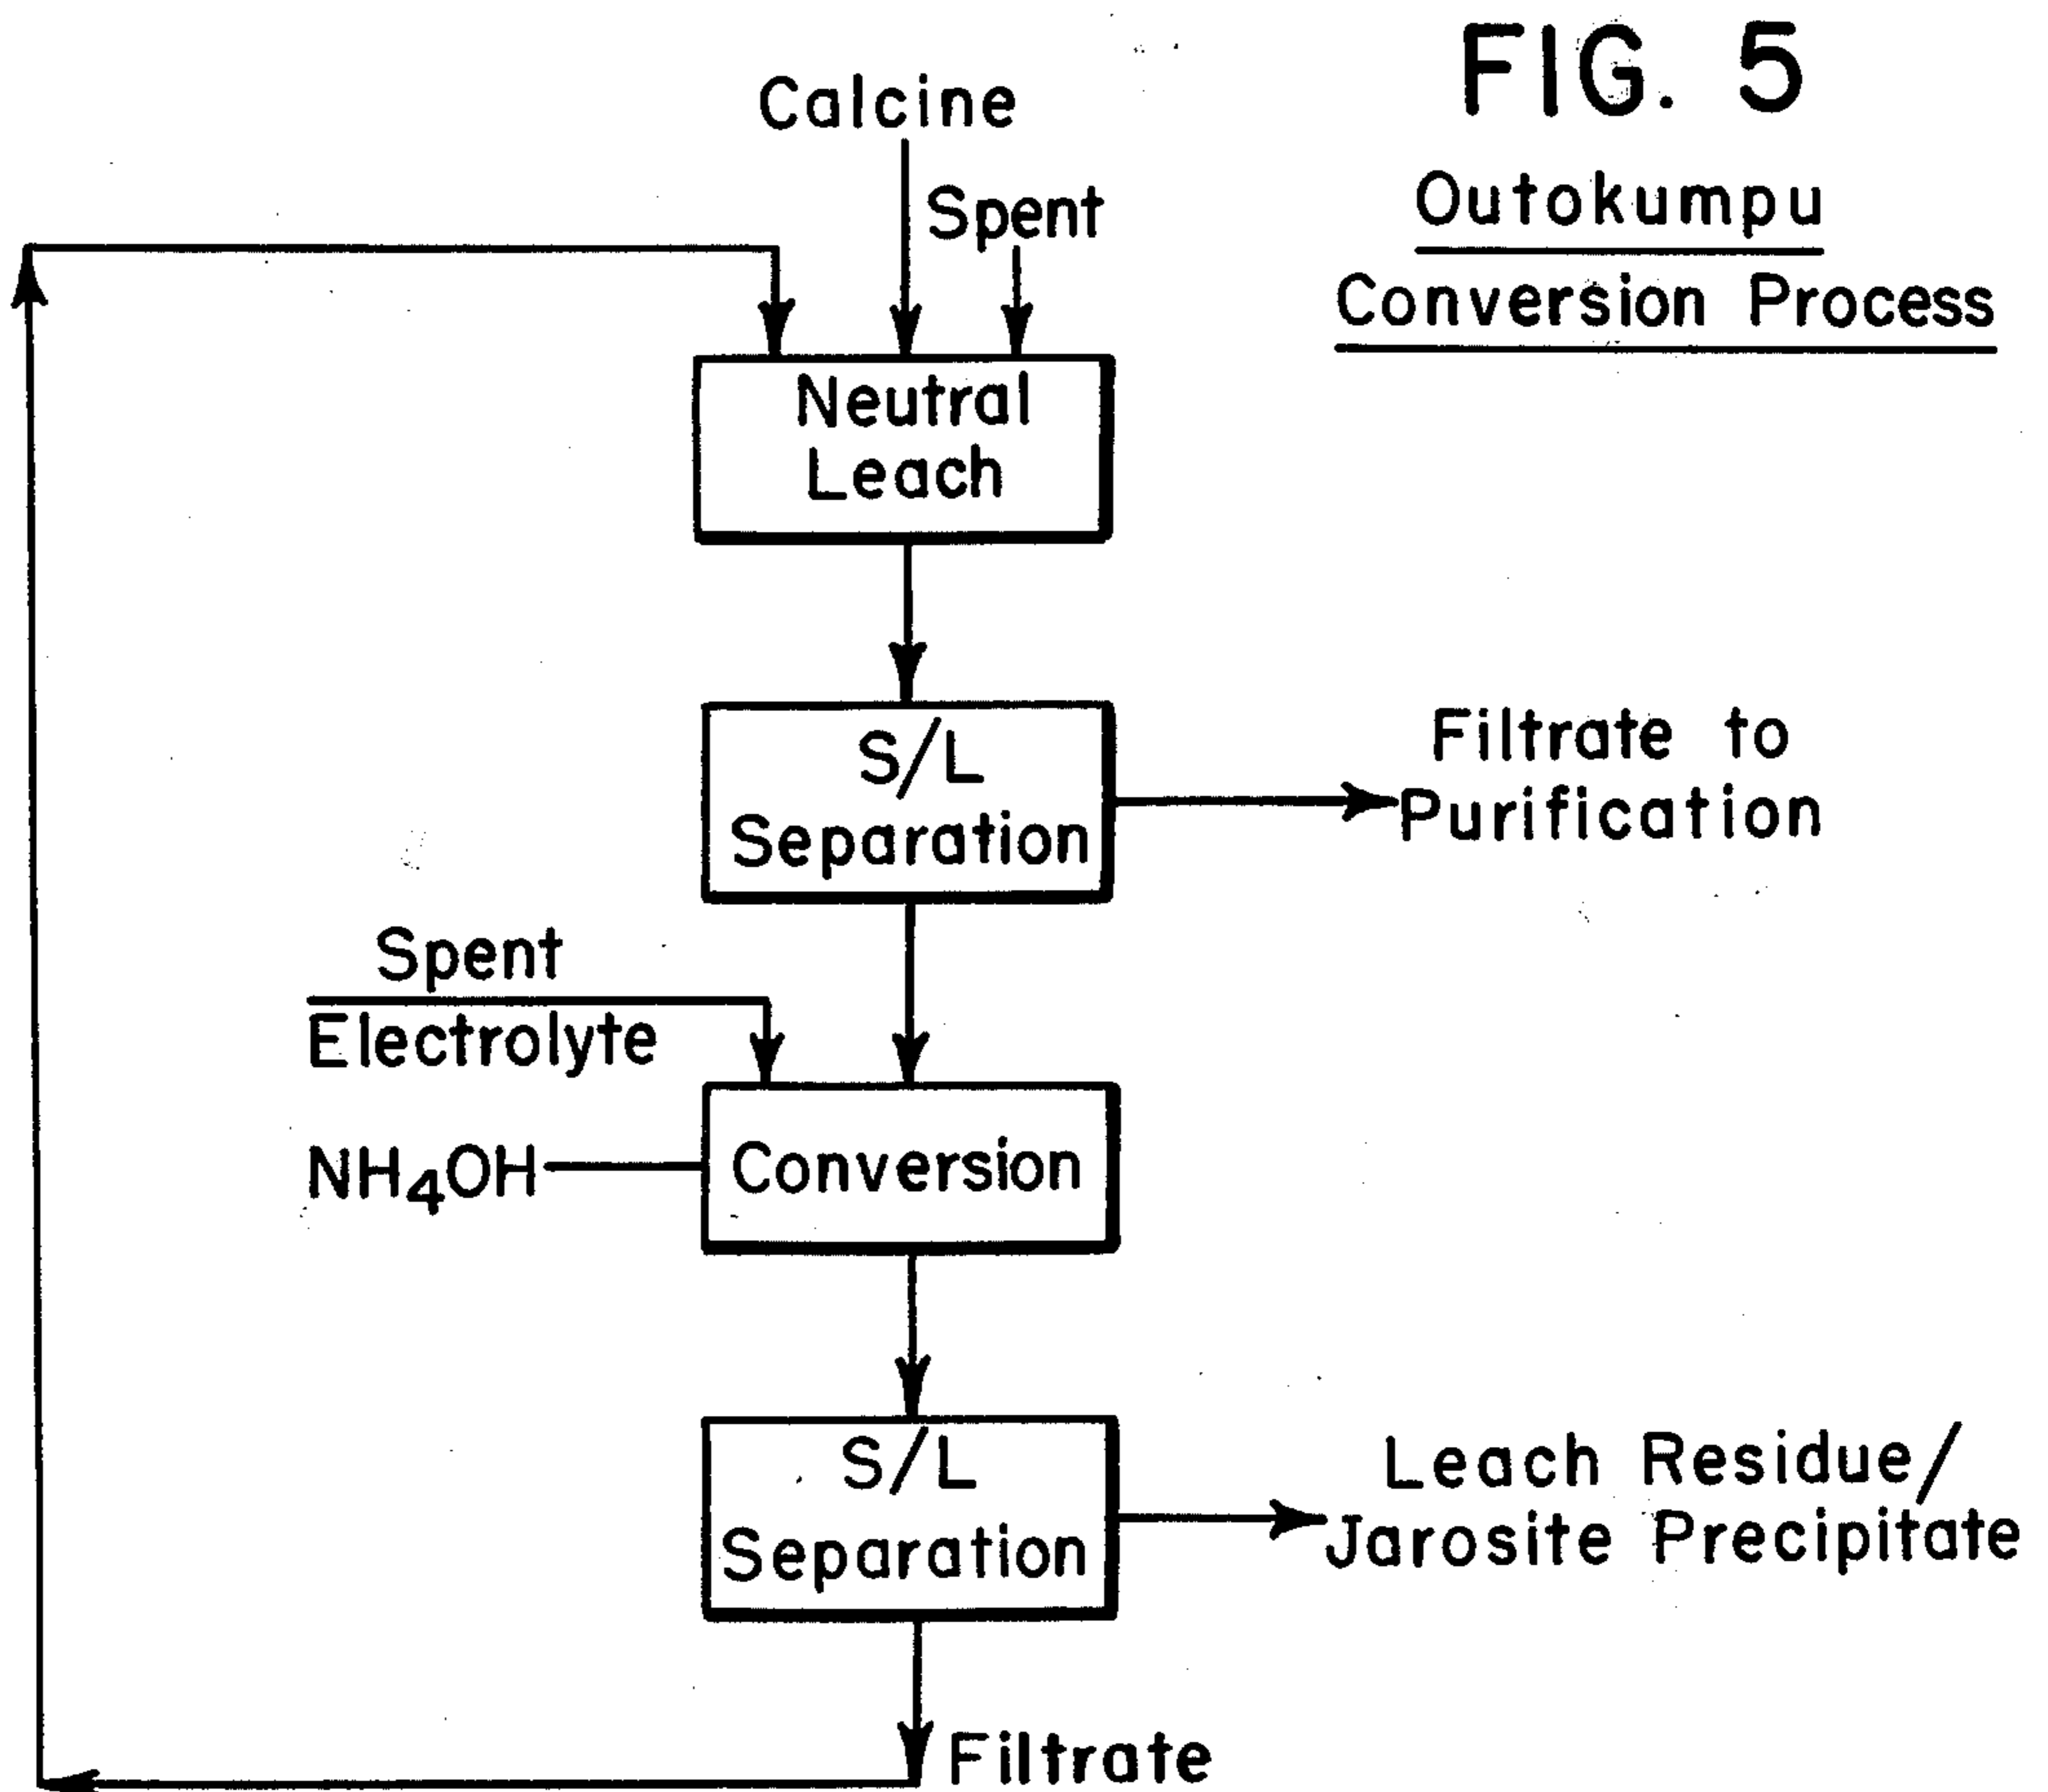 FIG. 5
Outokumpu
Conversion Process
Calcine
Spent
Neutral
Leach
S/L
Separation
Filtrate to
Purification
Spent
Electrolyte
NH4OH
Conversion
S/L
Separation
Leach Residue/
Jarosite Precipitate
Filtrate